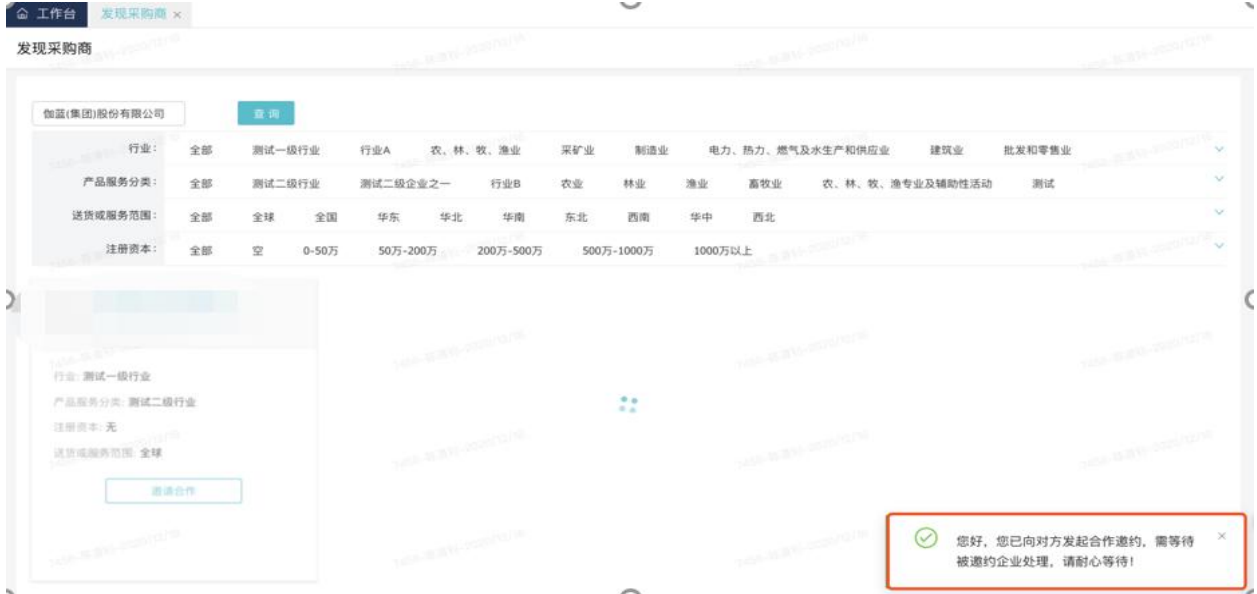 工作台 发现采购商 ×
发现采购商
伽蓝(集团)股份有限公司 查 询
行业: 全部 测试一级行业 行业A 农、林、牧、渔业 采矿业 制造业 电力、热力、燃气及水生产和供应业 建筑业 批发和零售业
产品服务分类: 全部 测试二级行业 测试二级企业之一 行业B 农业 林业 渔业 畜牧业 农、林、牧、渔专业及辅助性活动 测试
送货或服务范围: 全部 全球 全国 华东 华北 华南 东北 西南 华中 西北
注册资本: 全部 空 0-50万 50万-200万 200万-500万 500万-1000万 1000万以上
行业: 测试一级行业
产品服务分类: 测试二级行业
注册资本: 无
送货或服务范围: 全球
邀请合作
您好，您已向对方发起合作邀约，需等待
被邀约企业处理，请耐心等待!